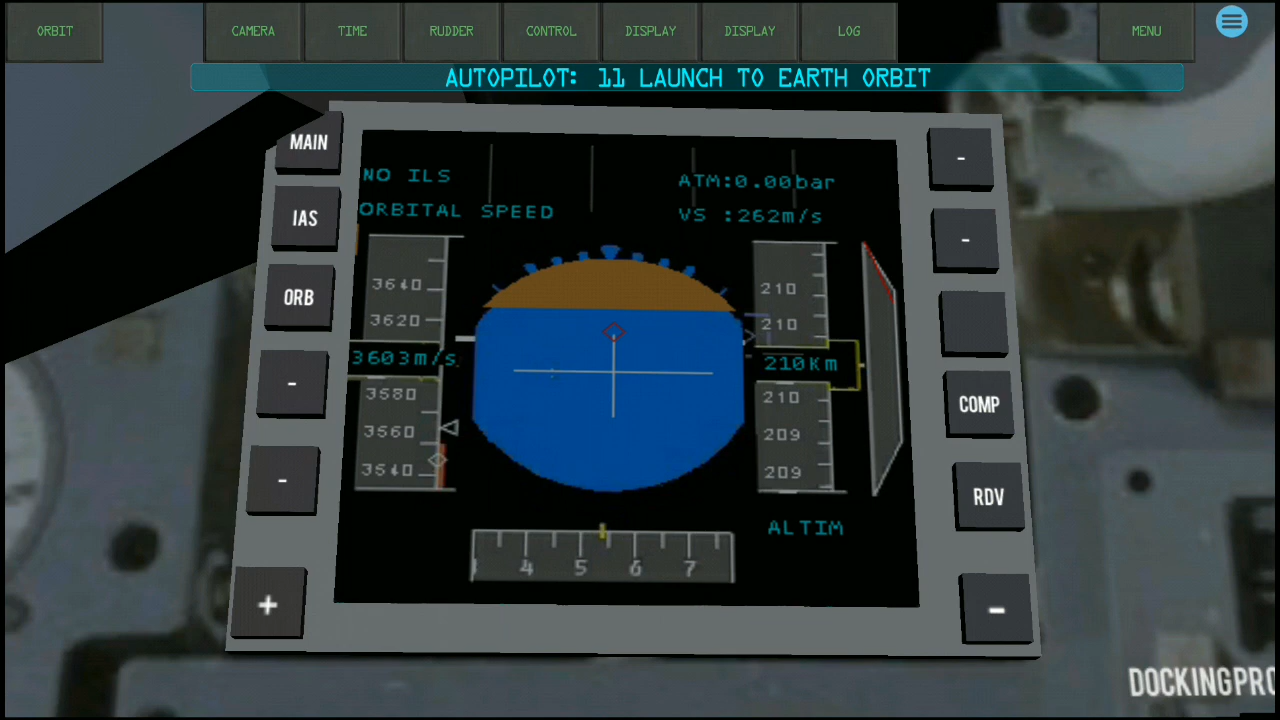 ORBIT
CAMERA
TIME
RUDDER
CONTROL
DISPLAY
DISPLAY
LOG
MENU
AUTOPILOT: 11 LAUNCH TO EARTH ORBIT
MAIN
IAS
ORB
-
-
+
NO ILS
ORBITAL SPEED
ATM:0.00bar
VS :262m/s
3640
3620
3603m/s
3580
3560
3540
210
210
210Km
210
209
209
ALTIM
4 5 6 7
-
-
COMP
RDV
-
DOCKINGPRO